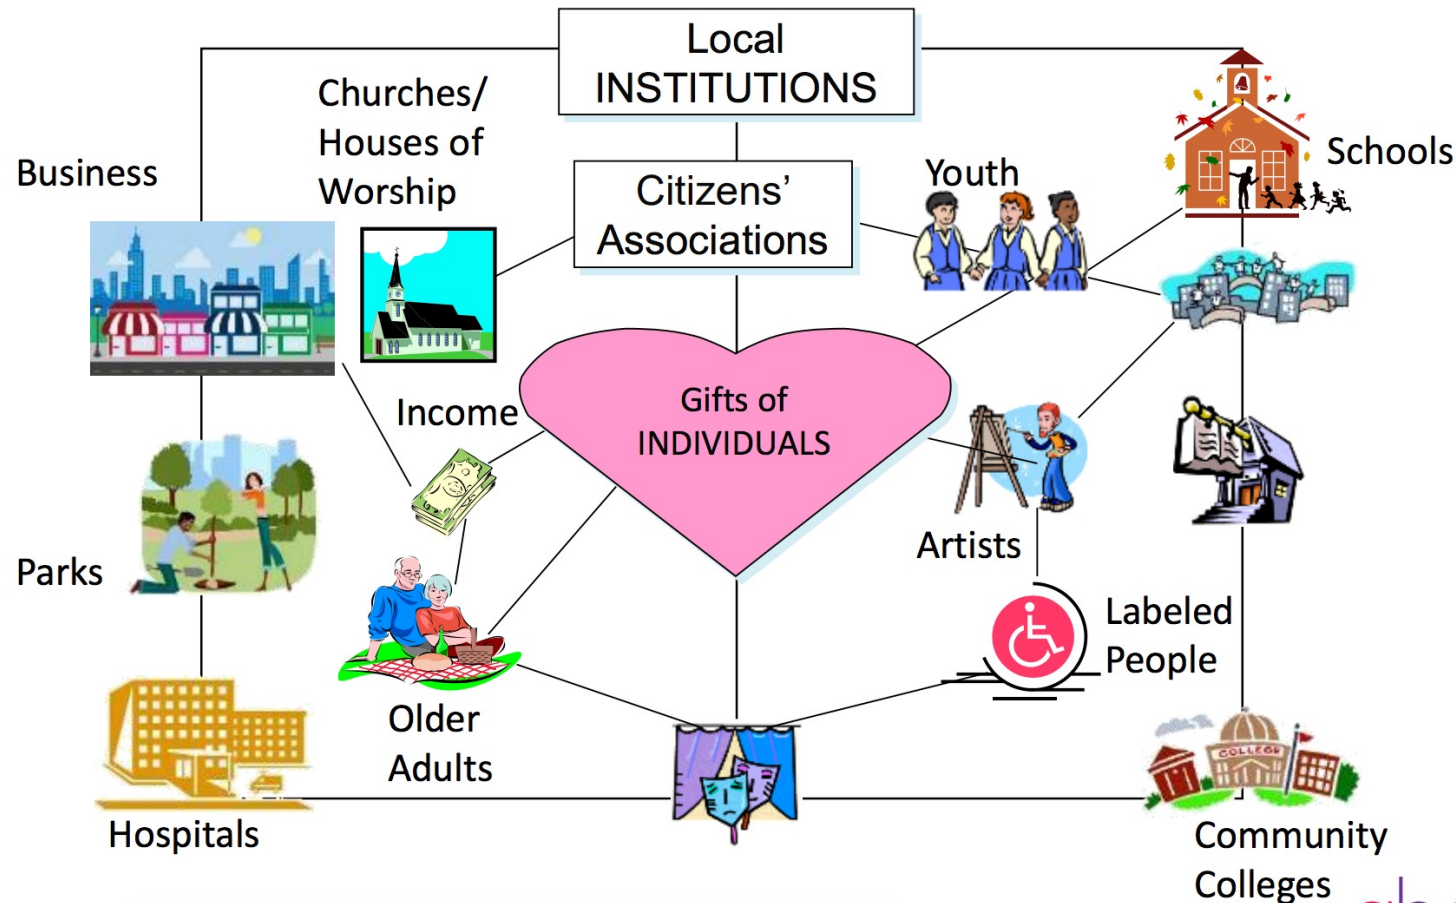 Local
INSTITUTIONS
Churches/
Houses of
Worship
Business
Citizens’
Associations
Youth
Schools
Income
Gifts of
INDIVIDUALS
Parks
Artists
Labeled
People
Older
Adults
COLLEGE
Hospitals
Community
Colleges